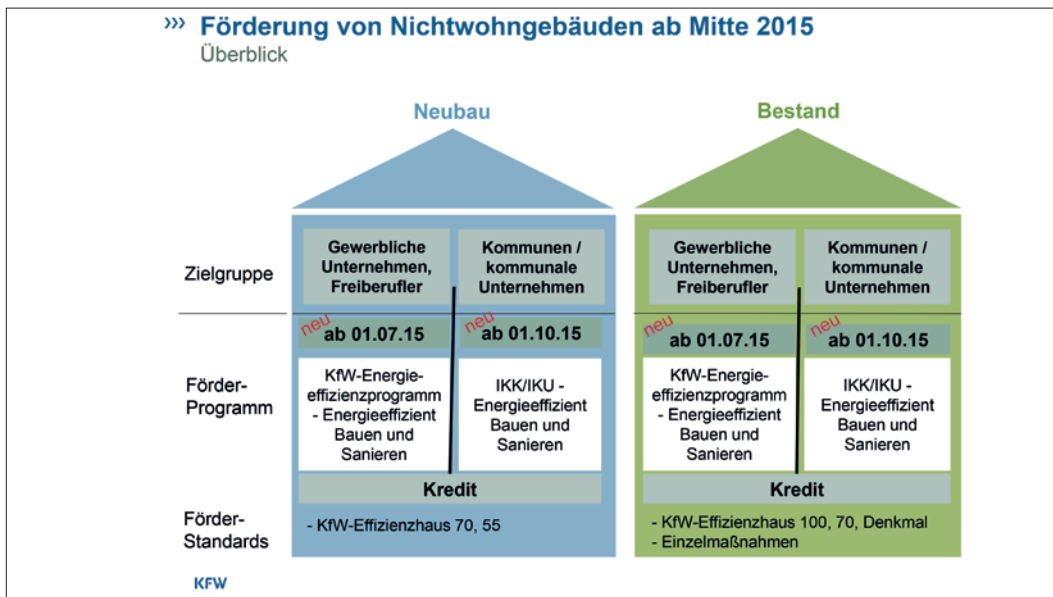 ››› Förderung von Nichtwohngebäuden ab Mitte 2015
Überblick
Neubau
Bestand
Zielgruppe
Gewerbliche
Unternehmen,
Freiberufler
Kommunen /
kommunale
Unternehmen
Gewerbliche
Unternehmen,
Freiberufler
Kommunen /
kommunale
Unternehmen
neu
ab 01.07.15
neu
ab 01.10.15
neu
ab 01.07.15
neu
ab 01.10.15
Förder-
Programm
KfW-Energie-
effizienzprogramm
- Energieeffizient
Bauen und
Sanieren
IKK/IKU -
Energieeffizient
Bauen und
Sanieren
KfW-Energie-
effizienzprogramm
- Energieeffizient
Bauen und
Sanieren
IKK/IKU -
Energieeffizient
Bauen und
Sanieren
Kredit
Kredit
Förder-
Standards
- KfW-Effizienzhaus 70, 55
- KfW-Effizienzhaus 100, 70, Denkmal
- Einzelmaßnahmen
KFW